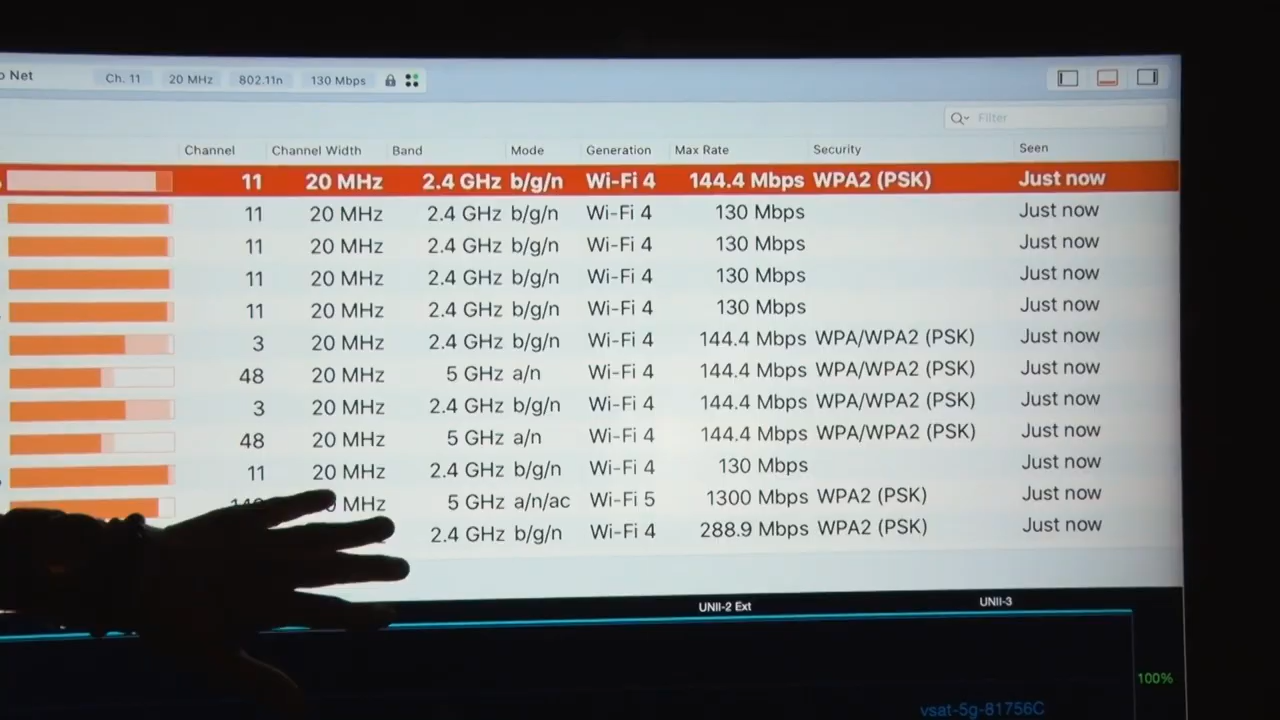 Net Ch. 11 20 MHz 802.11n 130 Mbps
Filter
Channel Channel Width Band Mode Generation Max Rate Security Seen
11 20 MHz 2.4 GHz b/g/n Wi-Fi 4 144.4 Mbps WPA2 (PSK) Just now
11 20 MHz 2.4 GHz b/g/n Wi-Fi 4 130 Mbps Just now
11 20 MHz 2.4 GHz b/g/n Wi-Fi 4 130 Mbps Just now
11 20 MHz 2.4 GHz b/g/n Wi-Fi 4 130 Mbps Just now
11 20 MHz 2.4 GHz b/g/n Wi-Fi 4 130 Mbps Just now
3 20 MHz 2.4 GHz b/g/n Wi-Fi 4 144.4 Mbps WPA/WPA2 (PSK) Just now
48 20 MHz 5 GHz a/n Wi-Fi 4 144.4 Mbps WPA/WPA2 (PSK) Just now
3 20 MHz 2.4 GHz b/g/n Wi-Fi 4 144.4 Mbps WPA/WPA2 (PSK) Just now
48 20 MHz 5 GHz a/n Wi-Fi 4 144.4 Mbps WPA/WPA2 (PSK) Just now
11 20 MHz 2.4 GHz b/g/n Wi-Fi 4 130 Mbps Just now
MHz 5 GHz a/n/ac Wi-Fi 5 1300 Mbps WPA2 (PSK) Just now
2.4 GHz b/g/n Wi-Fi 4 288.9 Mbps WPA2 (PSK) Just now
UNII-2 Ext UNII-3
100%
vsat-5g-81756C